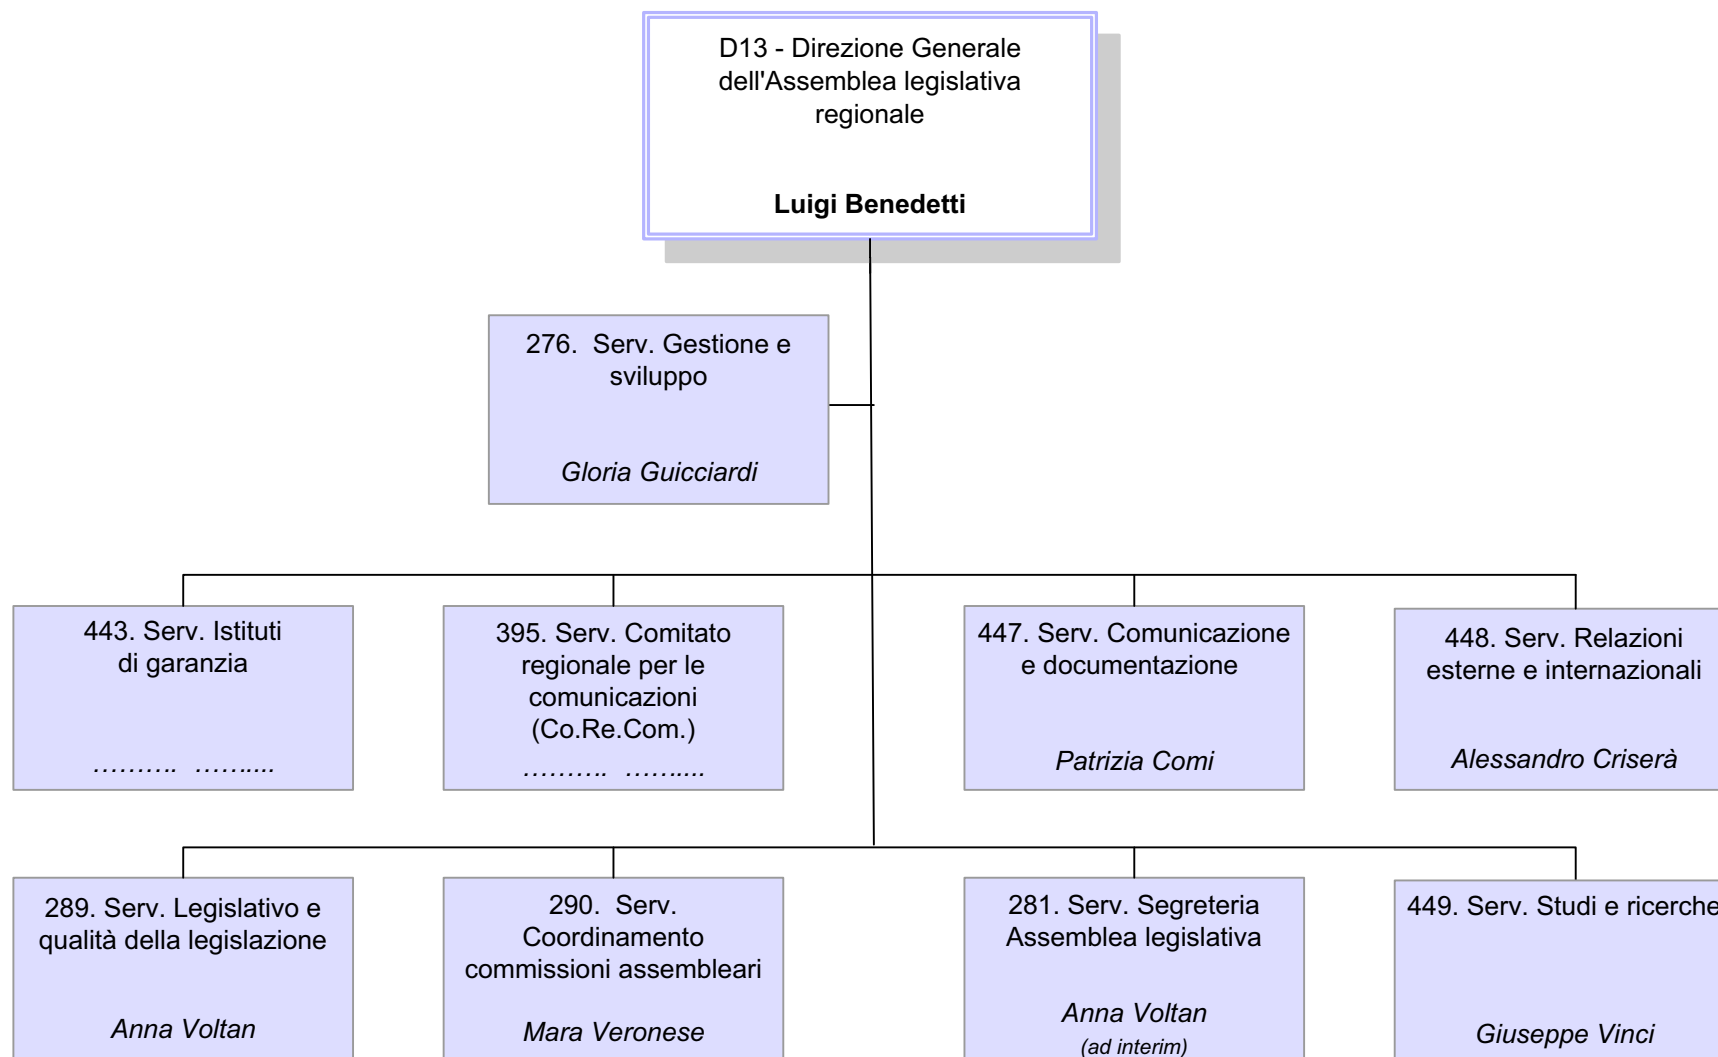 D13 - Direzione Generale
dell'Assemblea legislativa
regionale
Luigi Benedetti
276. Serv. Gestione e
sviluppo
Gloria Guicciardi
443. Serv. Istituti
di garanzia
.......... .........
395. Serv. Comitato
regionale per le
comunicazioni
(Co.Re.Com.)
.......... .........
447. Serv. Comunicazione
e documentazione
Patrizia Comi
448. Serv. Relazioni
esterne e internazionali
Alessandro Criserà
289. Serv. Legislativo e
qualità della legislazione
Anna Voltan
290. Serv.
Coordinamento
commissioni assembleari
Mara Veronese
281. Serv. Segreteria
Assemblea legislativa
Anna Voltan
(ad interim)
449. Serv. Studi e ricerche
Giuseppe Vinci